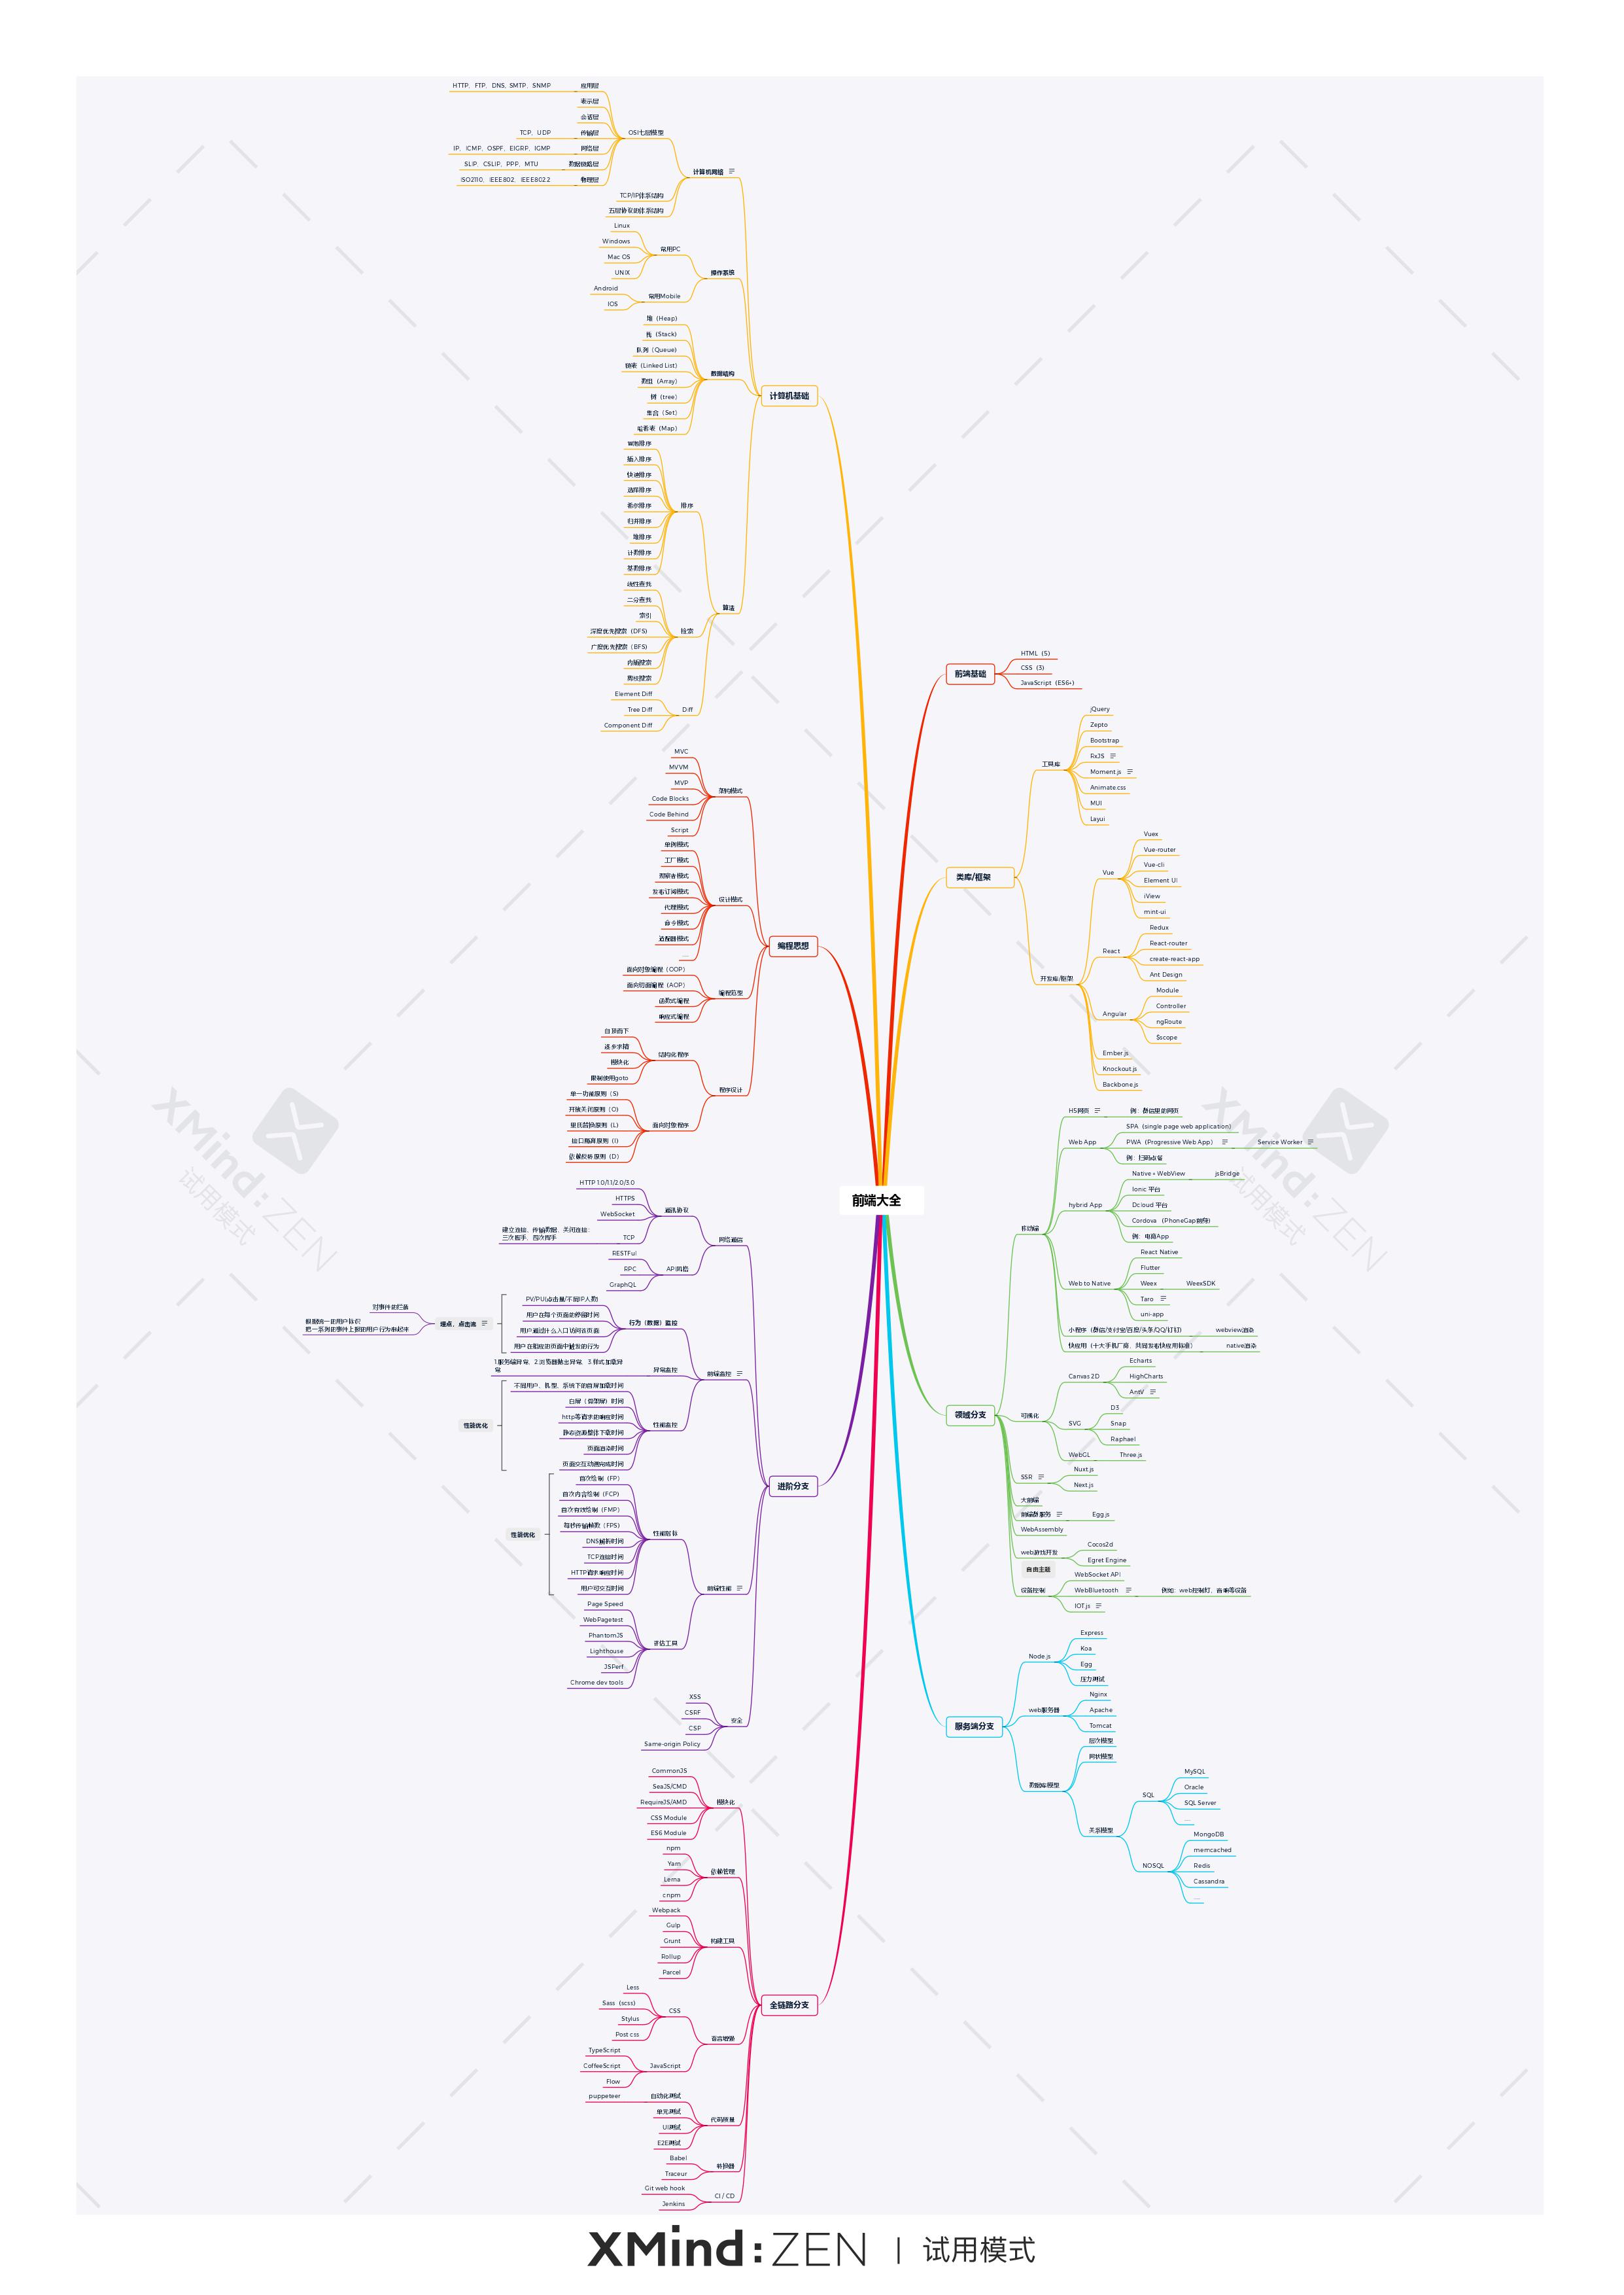 前端大全
计算机基础
计算机网络
OSI七层模型
HTTP、FTP、DNS, SMTP、SNMP
应用层
表示层
会话层
TCP、UDP
传输层
IP、ICMP、OSPF、EIGRP、IGMP
网络层
SLIP、CSLIP、PPP、MTU
数据链路层
ISO2110、IEEE802、IEEE802.2
物理层
TCP/IP体系结构
五层协议的体系结构
操作系统
常用PC
Linux
Windows
Mac OS
UNIX
常用Mobile
Android
IOS
数据结构
堆（Heap）
栈（Stack）
队列（Queue）
链表（Linked List）
数组（Array）
树（tree）
集合（Set）
哈希表（Map）
算法
排序
冒泡排序
插入排序
快速排序
选择排序
希尔排序
归并排序
堆排序
计数排序
基数排序
检索
线性查找
二分查找
索引
深度优先搜索（DFS)
广度优先搜索（BFS)
内插搜索
Diff
Element Diff
Tree Diff
Component Diff
编程思想
架构模式
MVC
MVVM
MVP
Code Blocks
Code Behind
Script
设计模式
单例模式
工厂模式
观察者模式
发布订阅模式
代理模式
命令模式
适配器模式
......
编程范型
面向对象编程（OOP）
面向切面编程（AOP）
函数式编程
响应式编程
程序设计
结构化程序
自顶而下
逐步求精
模块化
限制使用goto
面向对象程序
单一功能原则（S）
开放关闭原则（O）
里氏替换原则（L）
接口隔离原则（I）
依赖反转原则（D）
进阶分支
网络通信
通讯协议
HTTP 1.0/1.1/2.0/3.0
HTTPS
WebSocket
TCP
建立连接、传输数据、关闭连接：
三次握手、四次挥手
API风格
RESTFul
RPC
GraphQL
前端监控
行为（数据）监控
PV/PU(点击量/不同IP人数)
用户在每个页面的停留时间
用户通过什么入口访问该页面
用户在相应的页面中触发的行为
埋点、点击流
对事件的拦截
根据统一的用户标识
把一系列的事件上报的用户行为串起来
异常监控
1.服务端异常、2.浏览器抛出异常、3.样式加载异
常
性能监控
不同用户、机型、系统下的首屏加载时间
白屏（骨架屏）时间
http等请求的响应时间
静态资源整体下载时间
页面渲染时间
页面交互动画完成时间
性能优化
前端性能
性能指标
首次绘制（FP）
首次内容绘制（FCP）
首次有效绘制（FMP）
每秒传输帧数（FPS）
DNS解析时间
TCP连接时间
HTTP请求响应时间
用户可交互时间
性能优化
评估工具
Page Speed
WebPagetest
PhantomJS
Lighthouse
JSPerf
Chrome dev tools
安全
XSS
CSRF
CSP
Same-origin Policy
全链路分支
模块化
CommonJS
SeaJS/CMD
RequireJS/AMD
CSS Module
ES6 Module
依赖管理
npm
Yarn
Lerna
cnpm
构建工具
Webpack
Gulp
Grunt
Rollup
Parcel
语言增强
CSS
Less
Sass（scss）
Stylus
Post css
JavaScript
TypeScript
CoffeeScript
Flow
代码质量
自动化测试
puppeteer
单元测试
UI测试
E2E测试
转换器
Babel
Traceur
CI / CD
Git web hook
Jenkins
前端基础
HTML（5）
CSS（3）
JavaScript（ES6+）
类库/框架
工具库
jQuery
Zepto
Bootstrap
RxJS
Moment.js
Animate.css
MUI
Layui
开发库/框架
Vue
Vuex
Vue-router
Vue-cli
Element UI
iView
mint-ui
React
Redux
React-router
create-react-app
Ant Design
Angular
Module
Controller
ngRoute
$scope
Ember.js
Knockout.js
Backbone.js
领域分支
移动端
H5网页
例：微信里的网页
Web App
SPA（single page web application）
PWA（Progressive Web App）
Service Worker
例：扫码点餐
hybrid App
Native + WebView
jsBridge
Ionic 平台
Dcloud 平台
Cordova （PhoneGap前身）
例：电商App
Web to Native
React Native
Flutter
Weex
WeexSDK
Taro
uni-app
小程序（微信/支付宝/百度/头条/QQ/钉钉）
webview渲染
快应用（十大手机厂商，共同发布快应用标准）
native渲染
可视化
Canvas 2D
Echarts
HighCharts
AntV
SVG
D3
Snap
Raphael
WebGL
Three.js
SSR
Nuxt.js
Next.js
大前端
前端微服务
Egg.js
WebAssembly
web游戏开发
Cocos2d
Egret Engine
自由主题
设备控制
WebSocket API
WebBluetooth
例如：web控制灯，音响等设备
IOT.js
服务端分支
Node.js
Express
Koa
Egg
压力测试
web服务器
Nginx
Apache
Tomcat
数据库模型
层次模型
网状模型
关系模型
SQL
MySQL
Oracle
SQL Server
......
NOSQL
MongoDB
memcached
Redis
Cassandra
......
XMind:ZEN
试用模式
XMind:ZEN
试用模式
XMind:ZEN | 试用模式